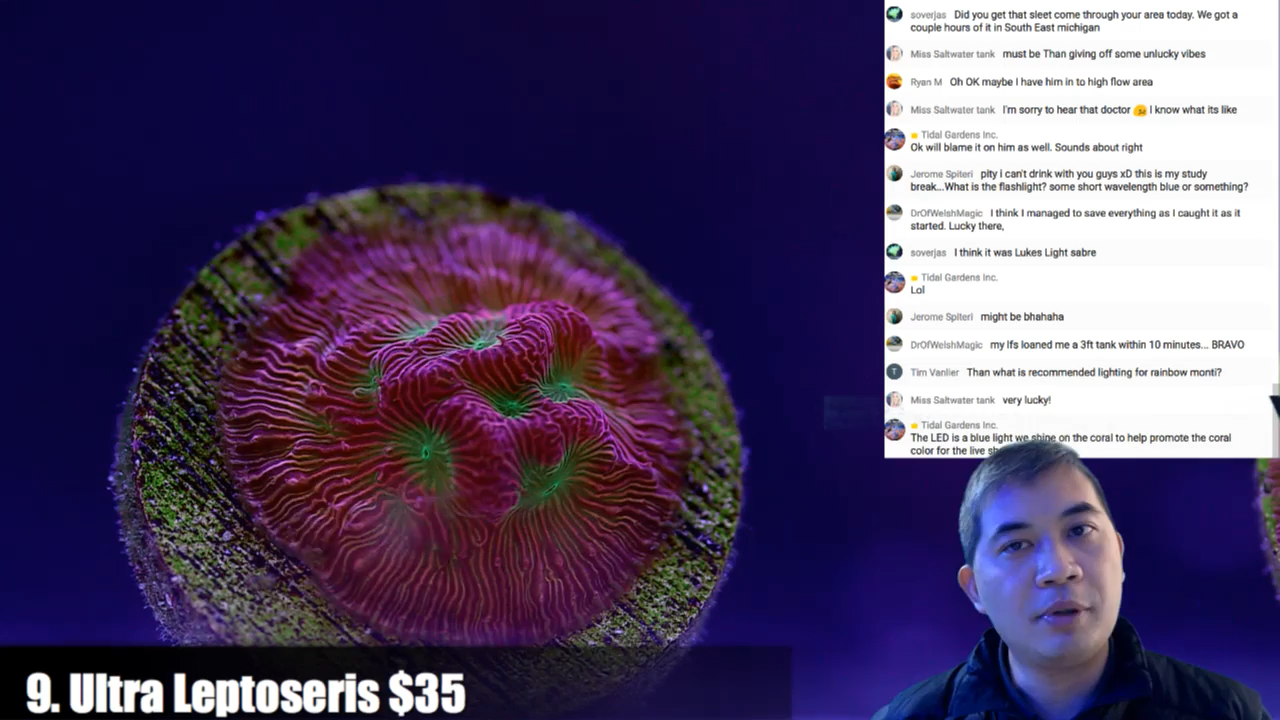 soverjas Did you get that sleet come through your area today. We got a
couple hours of it in South East michigan
Miss Saltwater tank must be Than giving off some unlucky vibes
Ryan M Oh OK maybe I have him in to high flow area
Miss Saltwater tank I'm sorry to hear that doctor I know what its like
Tidal Gardens Inc.
Ok will blame it on him as well. Sounds about right
Jerome Spiteri pity i can't drink with you guys xD this is my study
break...What is the flashlight? some short wavelength blue or something?
DrOfWelshMagic I think I managed to save everything as I caught it as it
started. Lucky there,
soverjas I think it was Lukes Light sabre
Tidal Gardens Inc.
Lol
Jerome Spiteri might be bhahaha
DrOfWelshMagic my lfs loaned me a 3ft tank within 10 minutes... BRAVO
T Tim Vanlier Than what is recommended lighting for rainbow monti?
Miss Saltwater tank very lucky!
Tidal Gardens Inc.
The LED is a blue light we shine on the coral to help promote the coral
color for the live
9. Ultra Leptoseris $35